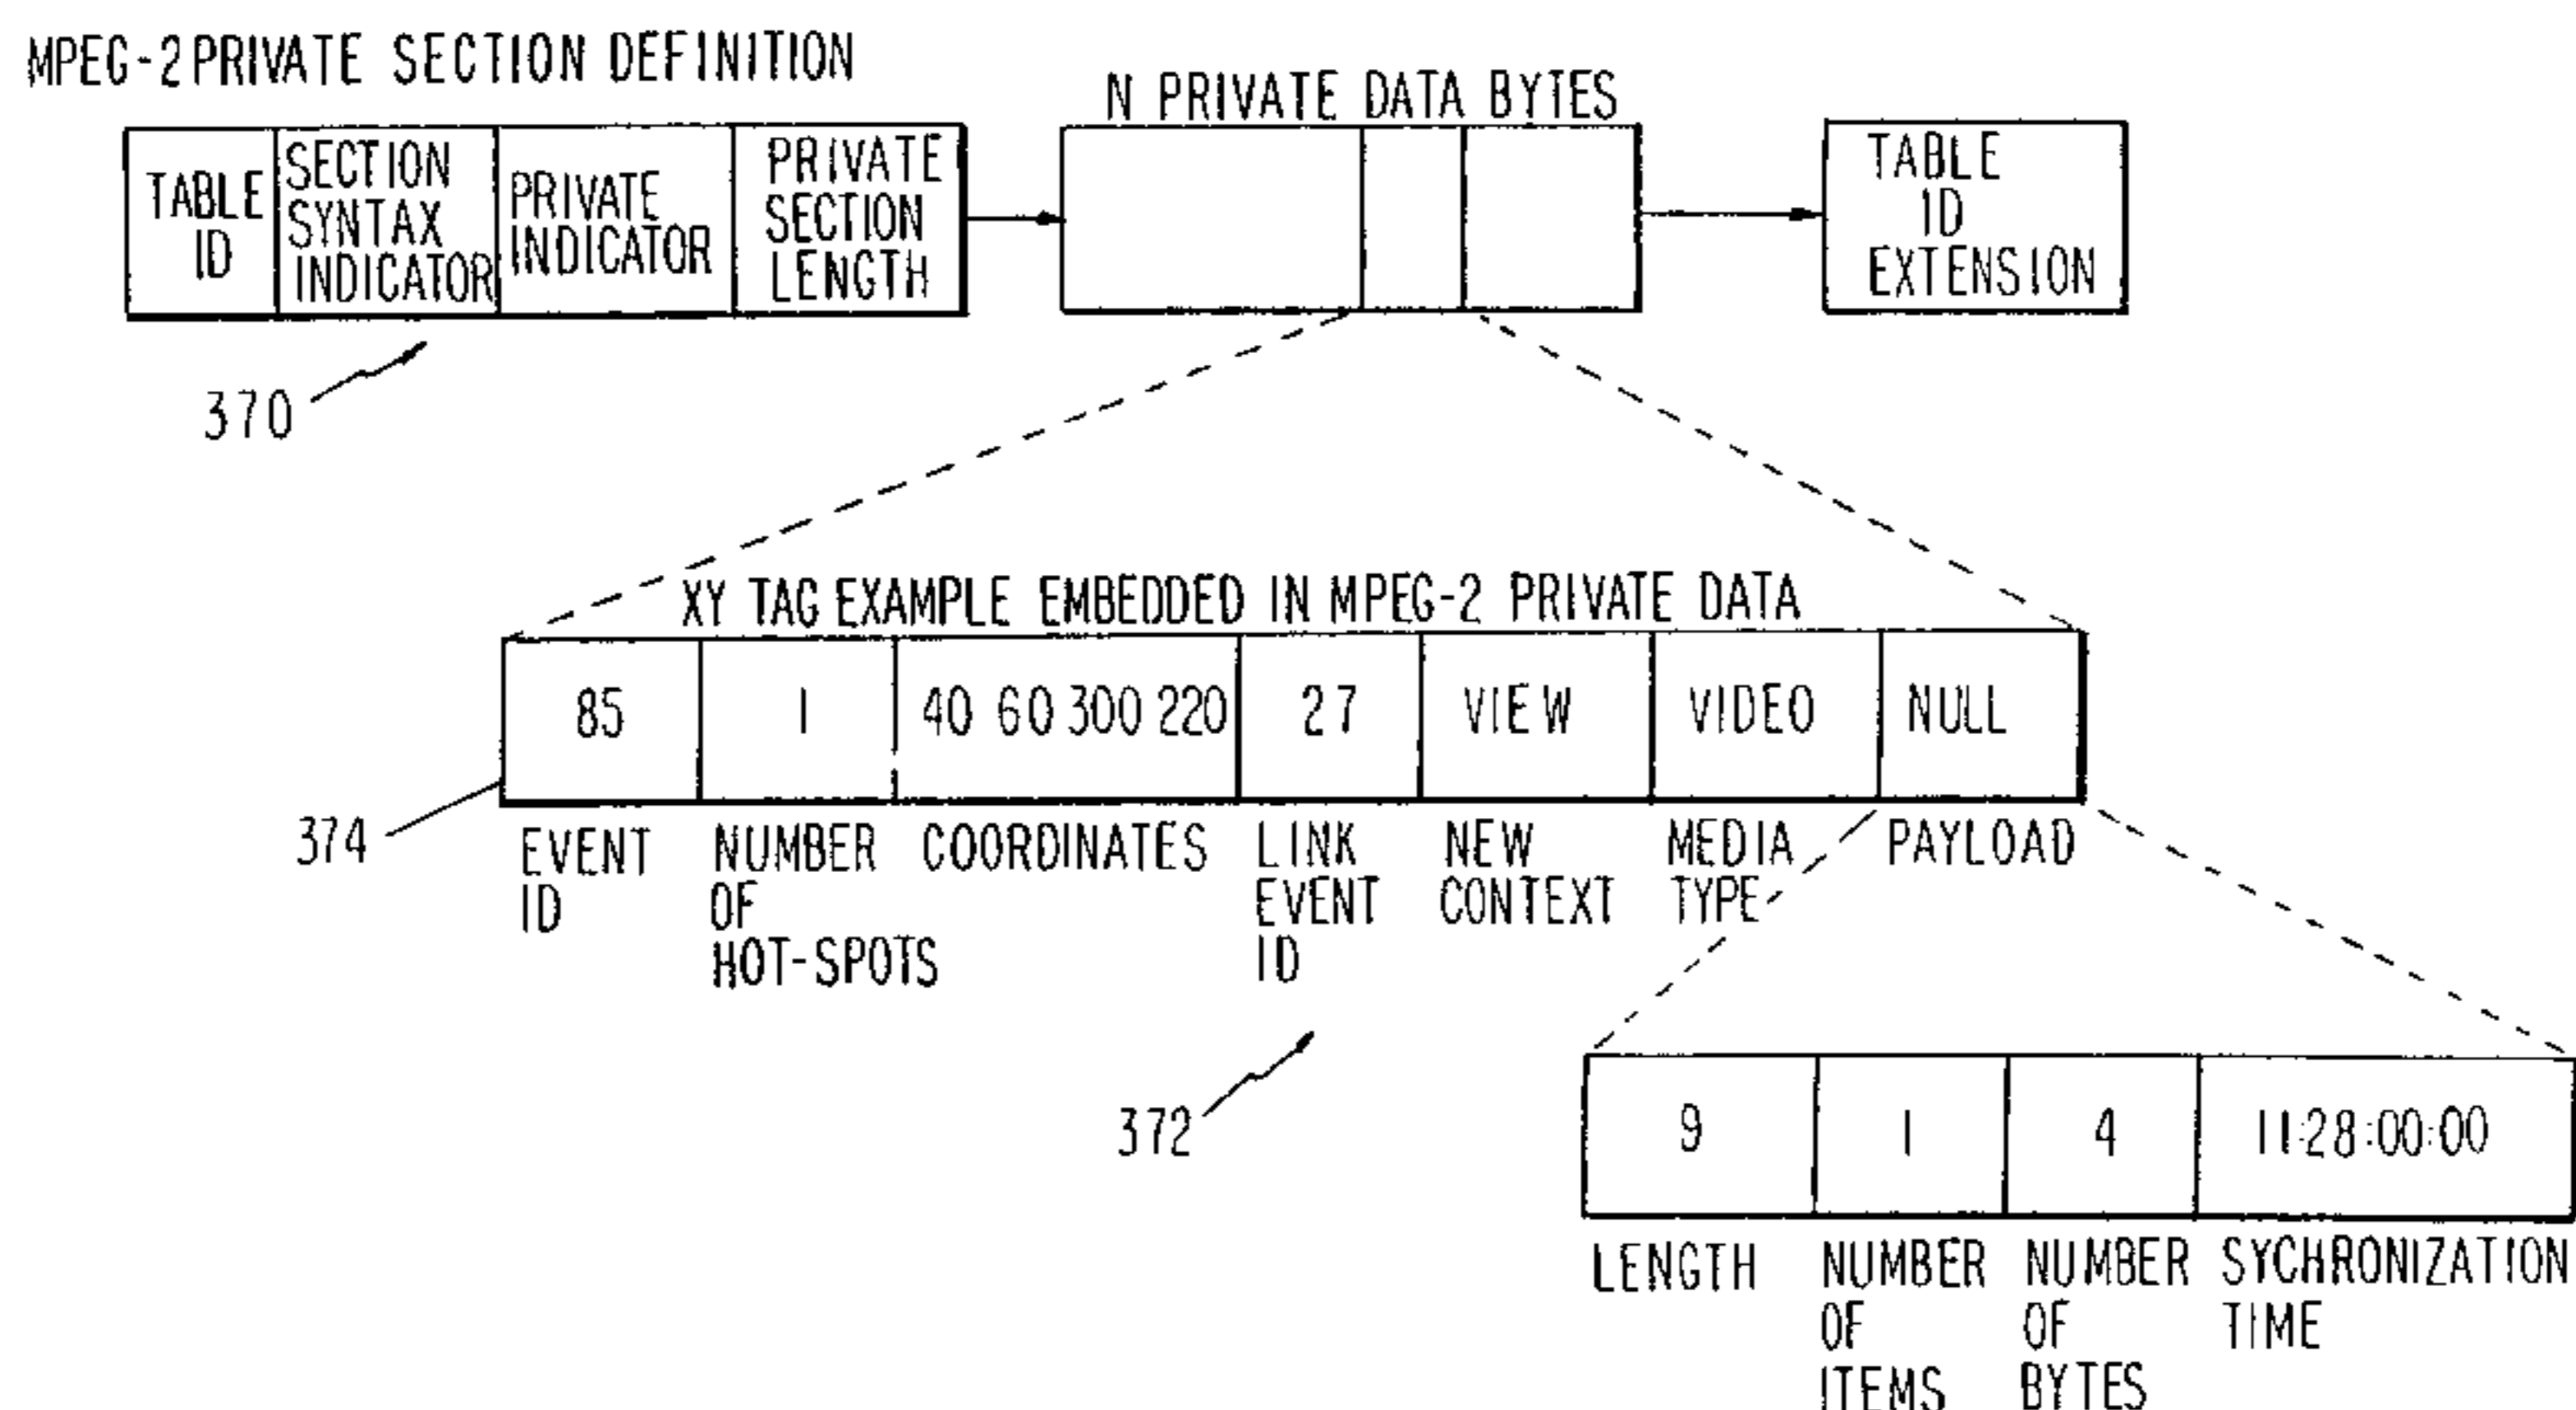 MPEG-2 PRIVATE SECTION DEFINITION
N PRIVATE DATA BYTES
TABLE
ID
SECTION
SYNTAX
INDICATOR
PRIVATE
INDICATOR
PRIVATE
SECTION
LENGTH
TABLE
ID
EXTENSION
370
XY TAG EXAMPLE EMBEDDED IN MPEG-2 PRIVATE DATA
85
1
40 60 300 220
27
VIEW
VIDEO
NULL
374
EVENT
ID
NUMBER
OF
HOT-SPOTS
COORDINATES
LINK
EVENT
ID
NEW
CONTEXT
MEDIA
TYPE
PAYLOAD
372
9
1
4
11:28:00:00
LENGTH
NUMBER
OF
ITEMS
NUMBER
OF
BYTES
SYCHRONIZATION
TIME